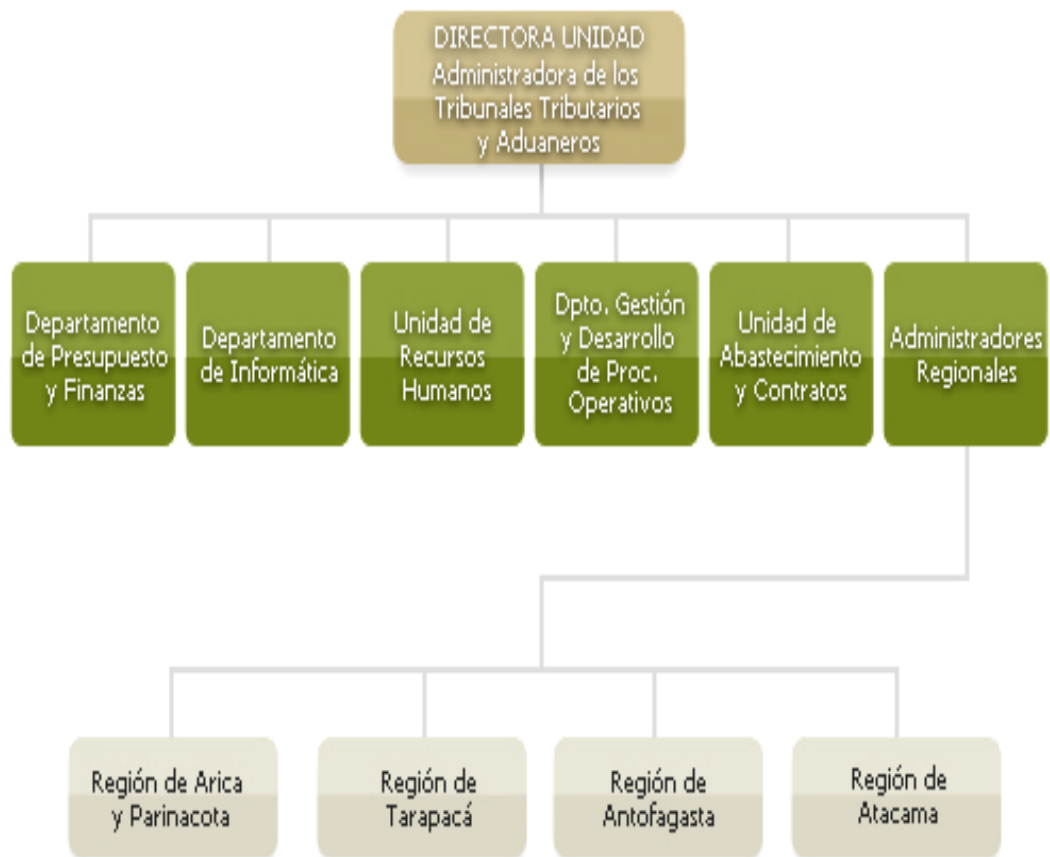 DIRECTORA UNIDAD
Administradora de los
Tribunales Tributarios
y Aduaneros
Departamento
de Presupuesto
y Finanzas
Departamento
de Informática
Unidad de
Recursos
Humanos
Dpto. Gestión
y Desarrollo
de Proc.
Operativos
Unidad de
Abastecimiento
y Contratos
Administradores
Regionales
Región de Arica
y Parinacota
Región de
Tarapacá
Región de
Antofagasta
Región de
Atacama